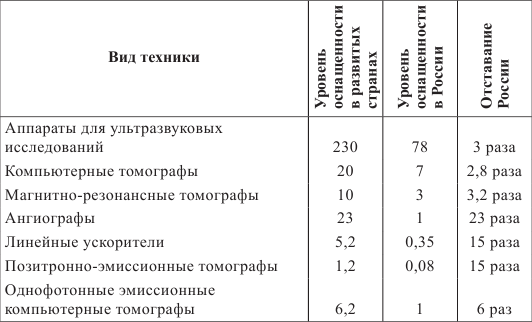 Вид техники
Уровень
оснащенности
в развитых
странах
Уровень
оснащенности
в России
Отставание
России
Аппараты для ультразвуковых
исследований 230 78 3 раза
Компьютерные томографы 20 7 2,8 раза
Магнитно-резонансные томографы 10 3 3,2 раза
Ангиографы 23 1 23 раза
Линейные ускорители 5,2 0,35 15 раза
Позитронно-эмиссионные томографы 1,2 0,08 15 раза
Однофотонные эмиссионные
компьютерные томографы 6,2 1 6 раз